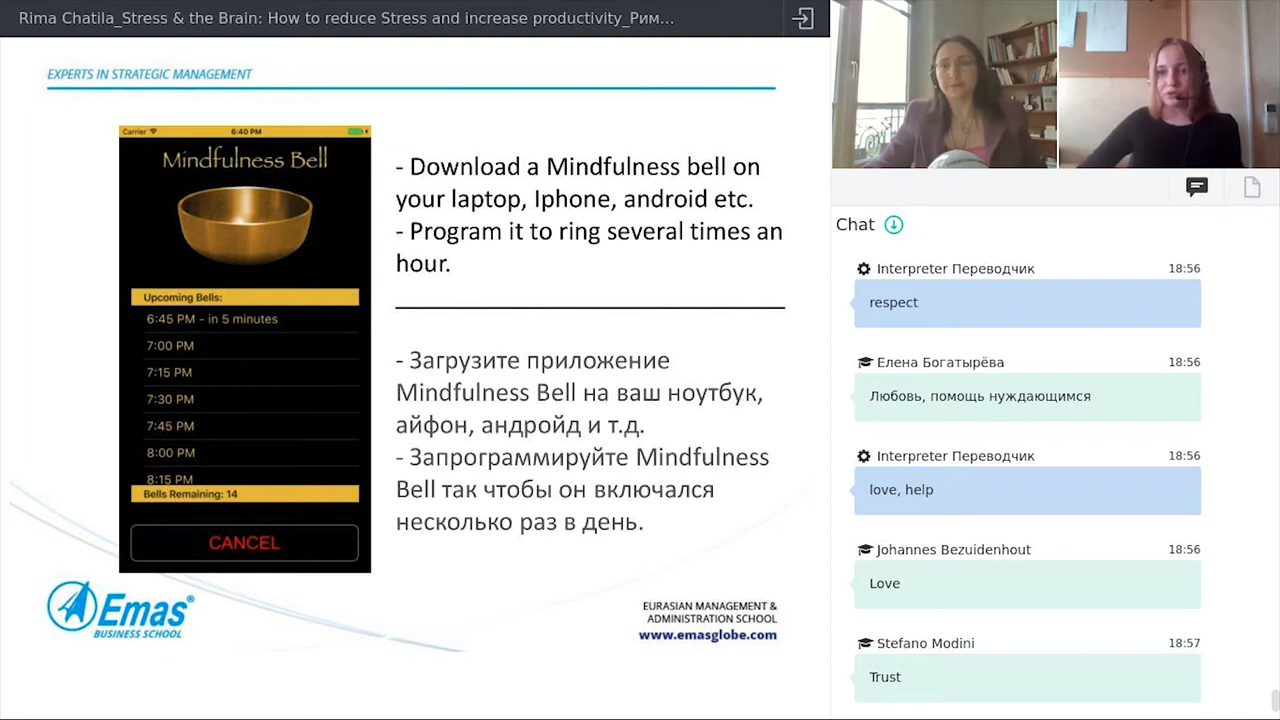 Rima Chatila_Stress & the Brain: How to reduce Stress and increase productivity_Рим...
EXPERTS IN STRATEGIC MANAGEMENT
Carrier
6:40 PM
Mindfulness Bell
Upcoming Bells:
6:45 PM - in 5 minutes
7:00 PM
7:15 PM
7:30 PM
7:45 PM
8:00 PM
8:15 PM
Bells Remaining: 14
CANCEL
- Download a Mindfulness bell on
your laptop, Iphone, android etc.
- Program it to ring several times an
hour.
- Загрузите приложение
Mindfulness Bell на ваш ноутбук,
айфон, андройд и т.д.
- Запрограммируйте Mindfulness
Bell так чтобы он включался
несколько раз в день.
Emas
BUSINESS SCHOOL
EURASIAN MANAGEMENT &
ADMINISTRATION SCHOOL
www.emasglobe.com
Chat
Interpreter Переводчик 18:56
respect
Елена Богатырёва 18:56
Любовь, помощь нуждающимся
Interpreter Переводчик 18:56
love, help
Johannes Bezuidenhout 18:56
Love
Stefano Modini 18:57
Trust